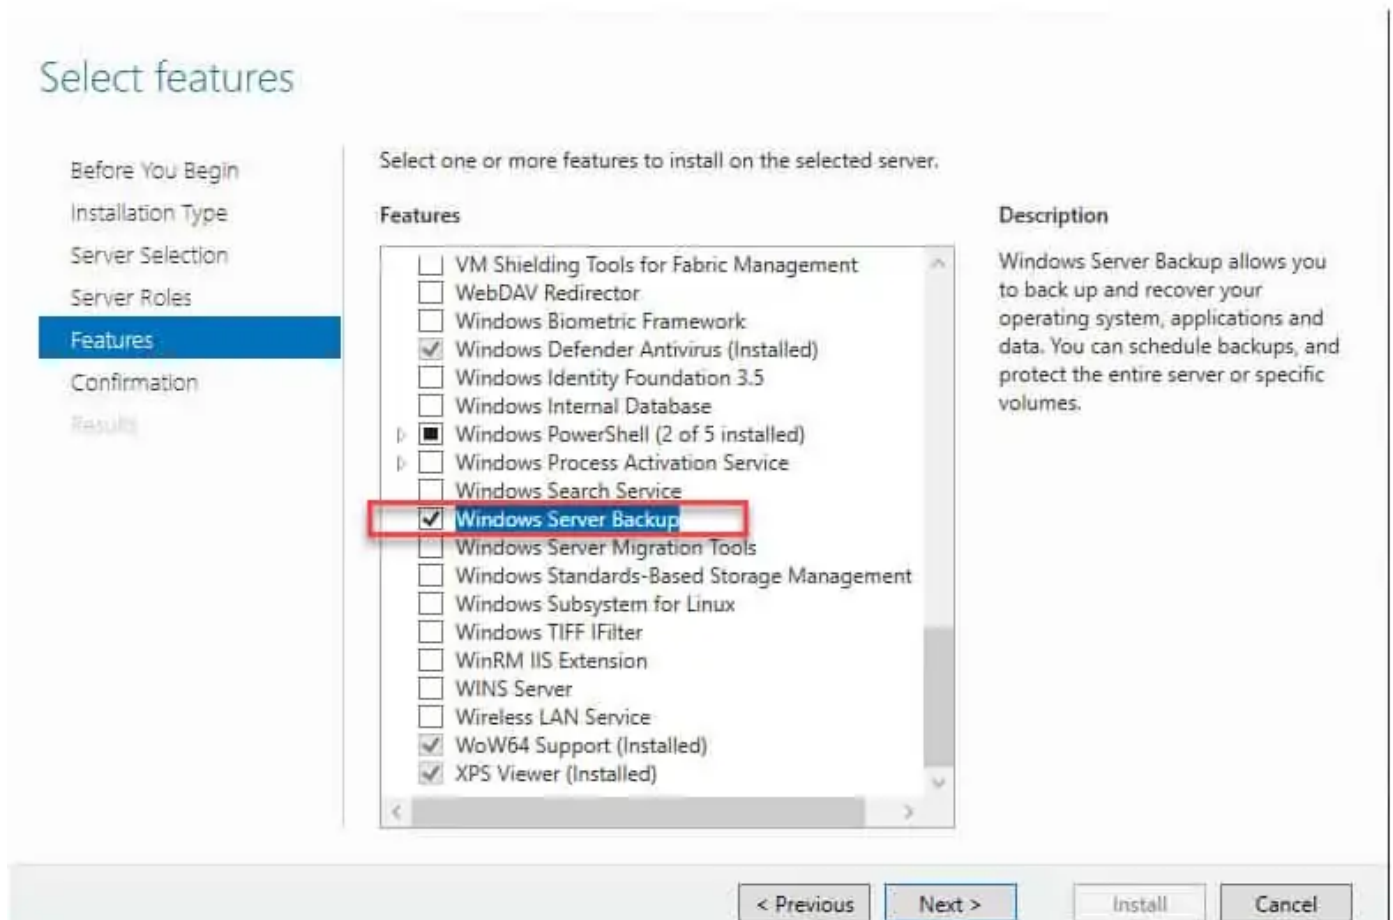 Select features
Before You Begin
Installation Type
Server Selection
Server Roles
Features
Confirmation
Results
Select one or more features to install on the selected server.
Features
VM Shielding Tools for Fabric Management
WebDAV Redirector
Windows Biometric Framework
Windows Defender Antivirus (Installed)
Windows Identity Foundation 3.5
Windows Internal Database
Windows PowerShell (2 of 5 installed)
Windows Process Activation Service
Windows Search Service
Windows Server Backup
Windows Server Migration Tools
Windows Standards-Based Storage Management
Windows Subsystem for Linux
Windows TIFF IFilter
WinRM IIS Extension
WINS Server
Wireless LAN Service
WoW64 Support (Installed)
XPS Viewer (Installed)
Description
Windows Server Backup allows you
to back up and recover your
operating system, applications and
data. You can schedule backups, and
protect the entire server or specific
volumes.
< Previous
Next >
Install
Cancel